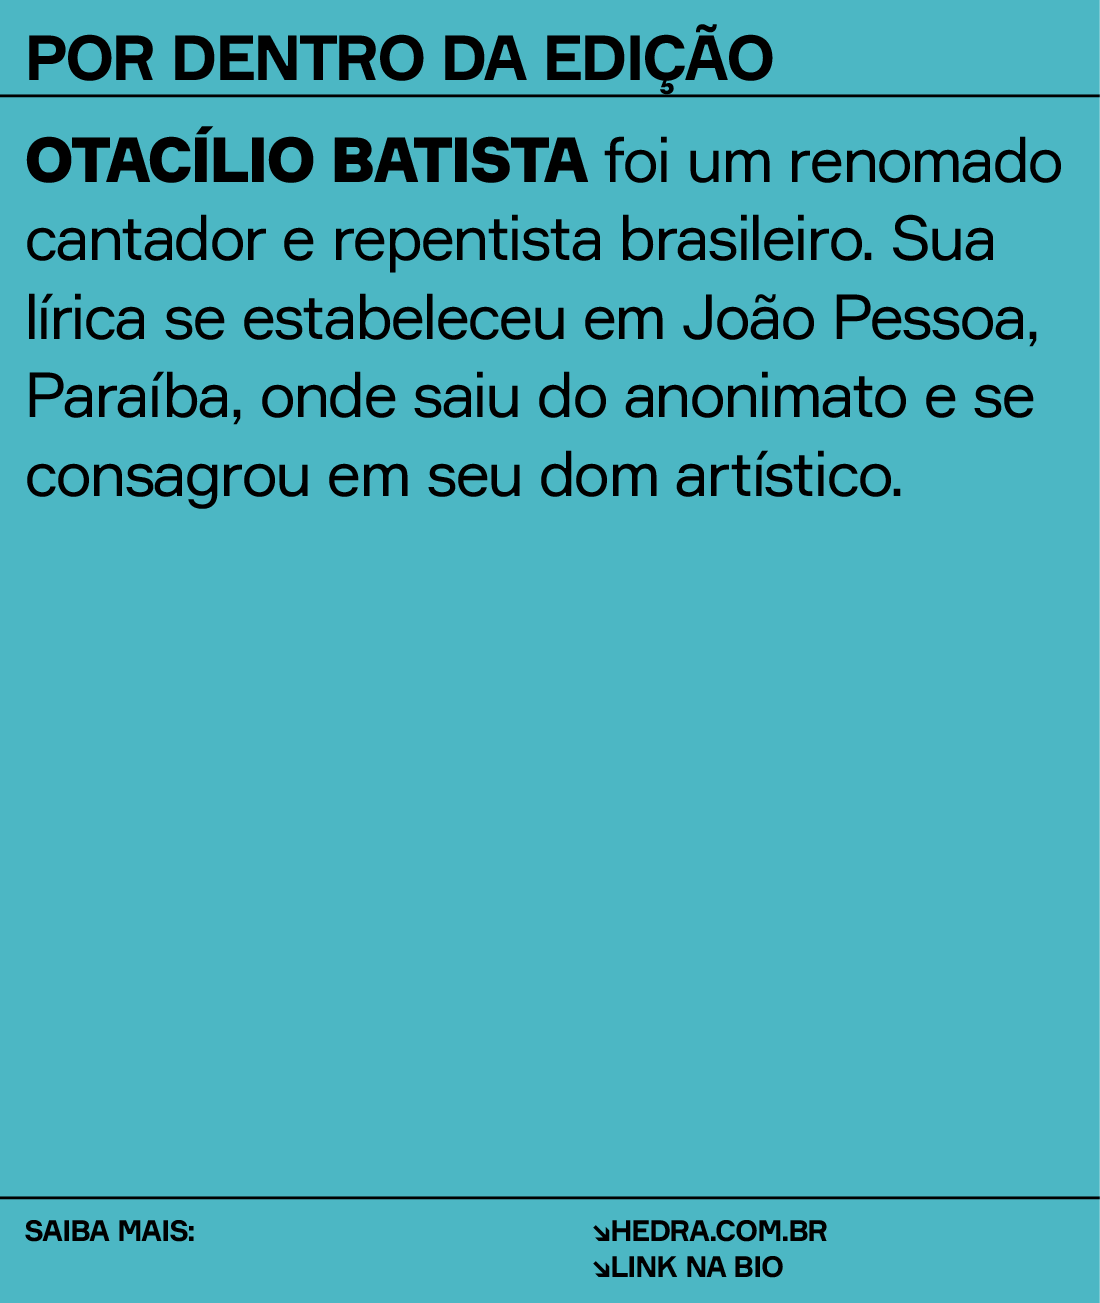 POR DENTRO DA EDIÇÃO
OTACÍLIO BATISTA foi um renomado
cantador e repentista brasileiro. Sua
lírica se estabeleceu em João Pessoa,
Paraíba, onde saiu do anonimato e se
consagrou em seu dom artístico.
SAIBA MAIS:
↘HEDRA.COM.BR
↘LINK NA BIO